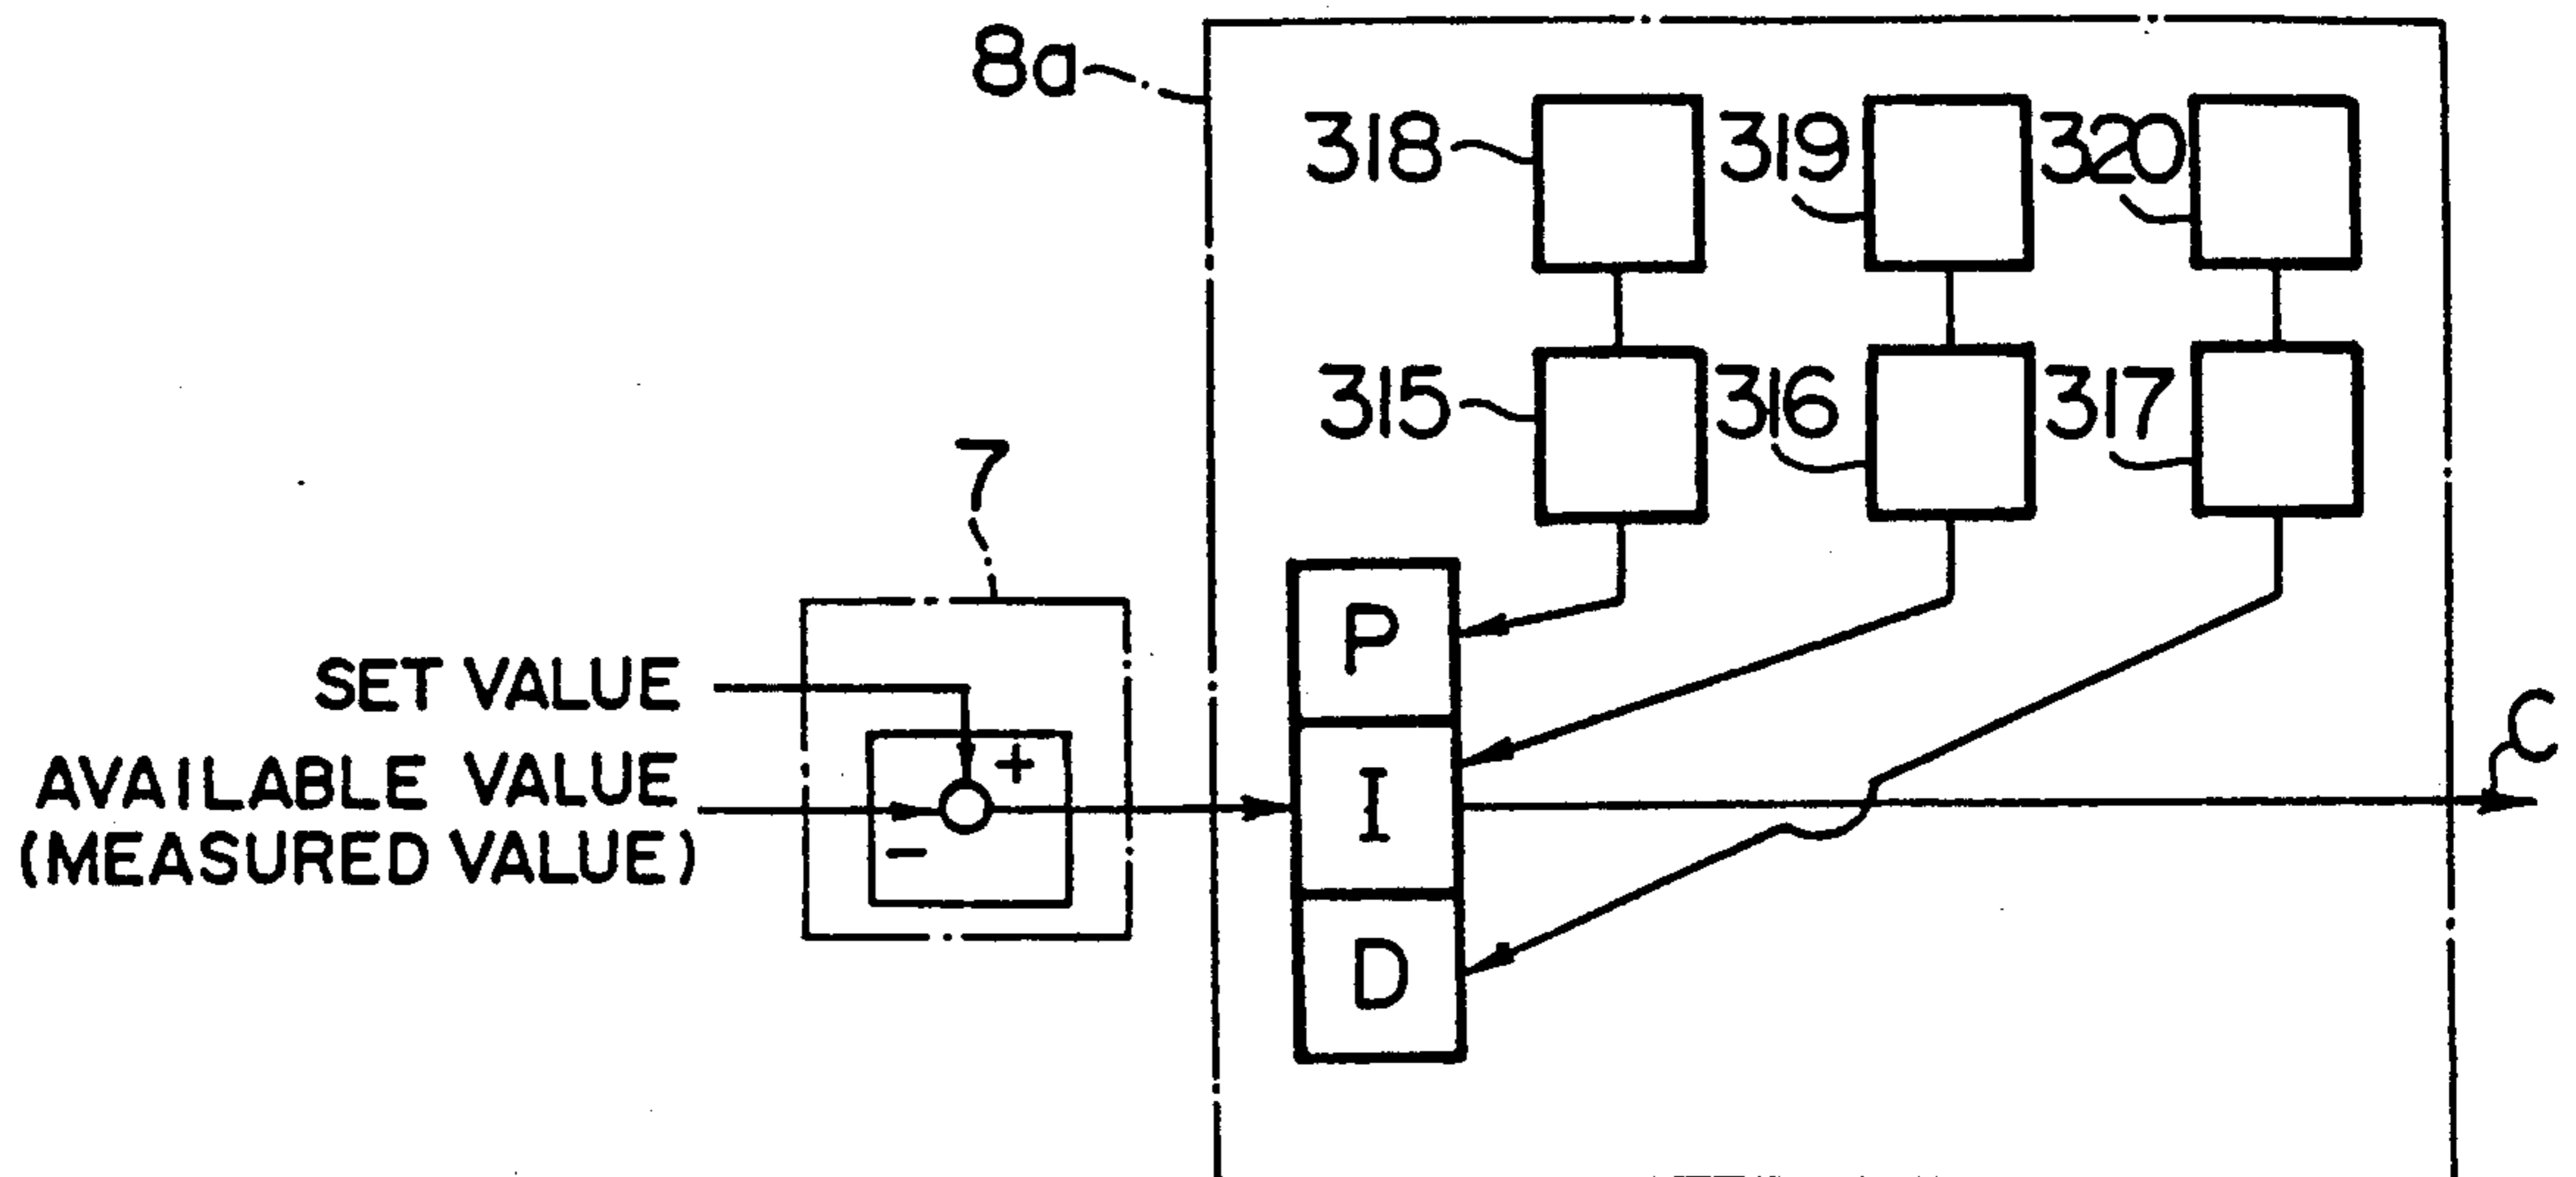 8a
318
319
320
315
316
317
7
P
SET VALUE
C
+
AVAILABLE VALUE
I
(MEASURED VALUE)
−
D